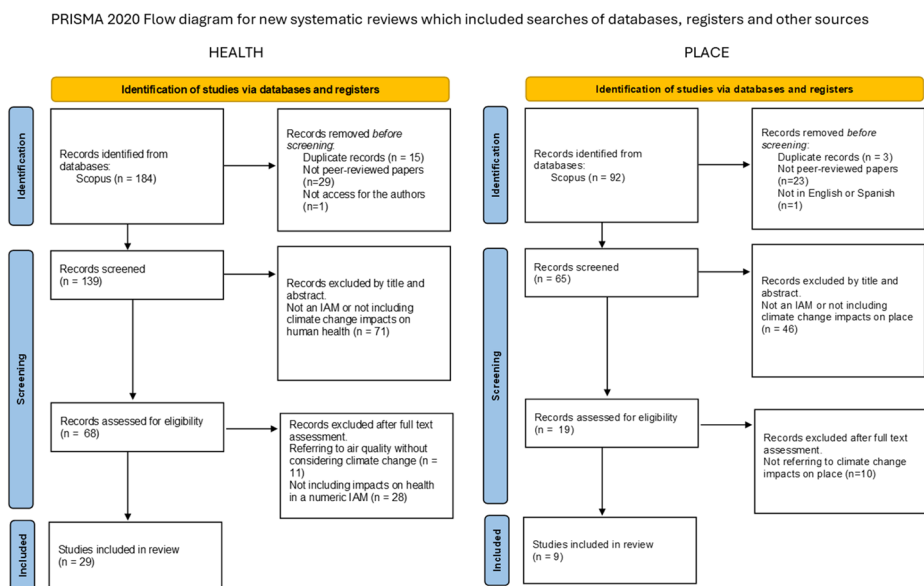 PRISMA 2020 Flow diagram for new systematic reviews which included searches of databases, registers and other sources
HEALTH
Identification of studies via databases and registers
Identification
Records identified from
databases:
Scopus (n = 184)
Records removed before
screening:
Duplicate records (n = 15)
Not peer-reviewed papers
(n=29)
Not access for the authors
(n=1)
Screening
Records screened
(n = 139)
Records excluded by title and
abstract.
Not an IAM or not including
climate change impacts on
human health (n = 71)
Records assessed for eligibility
(n = 68)
Records excluded after full text
assessment.
Referring to air quality without
considering climate change (n =
11)
Not including impacts on health
in a numeric IAM (n = 28)
Included
Studies included in review
(n = 29)
PLACE
Identification of studies via databases and registers
Identification
Records identified from
databases:
Scopus (n = 92)
Records removed before
screening:
Duplicate records (n = 3)
Not peer-reviewed papers
(n=23)
Not in English or Spanish
(n=1)
Screening
Records screened
(n = 65)
Records excluded by title and
abstract.
Not an IAM or not including
climate change impacts on place
(n = 46)
Records assessed for eligibility
(n = 19)
Records excluded after full text
assessment.
Not referring to climate change
impacts on place (n=10)
Included
Studies included in review
(n = 9)